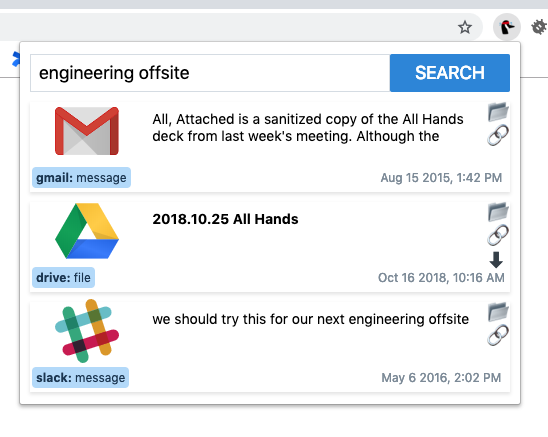 engineering offsite
SEARCH
All, Attached is a sanitized copy of the All Hands
deck from last week's meeting. Although the
gmail: message
Aug 15 2015, 1:42 PM
2018.10.25 All Hands
drive: file
Oct 16 2018, 10:16 AM
we should try this for our next engineering offsite
slack: message
May 6 2016, 2:02 PM